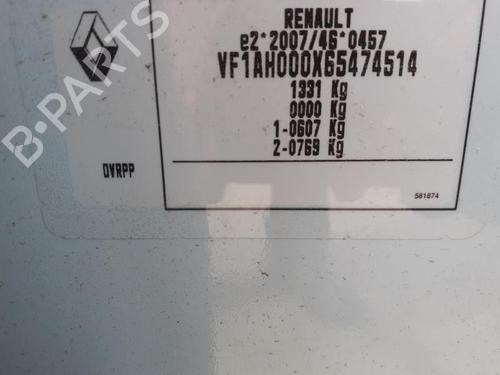 RENAULT
e2*2007/46*0457
VF1AH000X65474514
1331 Kg
0000 Kg
1-0607 Kg
2-0769 Kg
OVRPP
581874
B-Parts